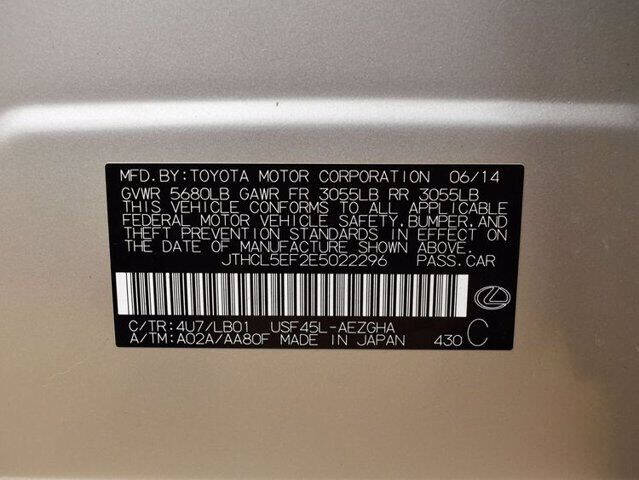 MFD.BY:TOYOTA MOTOR CORPORATION 06/14
GVWR 5680LB GAWR FR 3055LB RR 3055LB
THIS VEHICLE CONFORMS TO ALL APPLICABLE
FEDERAL MOTOR VEHICLE SAFETY,BUMPER,AND
THEFT PREVENTION STANDARDS IN EFFECT ON
THE DATE OF MANUFACTURE SHOWN ABOVE.
JTHCL5EF2E5022296 PASS.CAR
C/TR:4U7/LB01 USF45L-AEZGHA
A/TM:A02A/AA80F MADE IN JAPAN 430 C